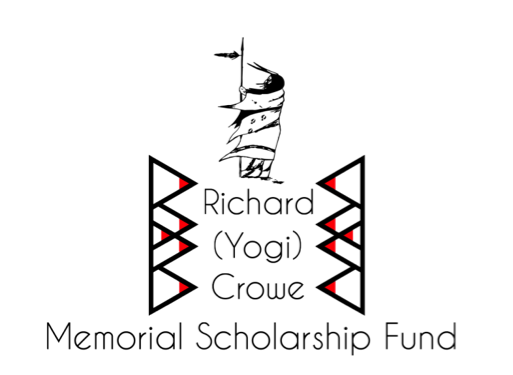 Richard
(Yogi)
Crowe
Memorial Scholarship Fund